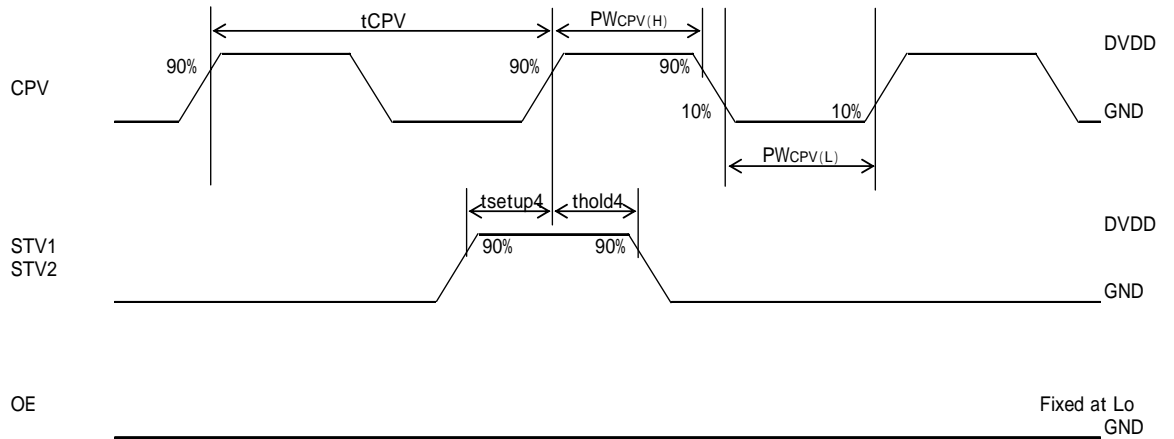 tCPV
PWCPV(H)
DVDD
90%
90%
90%
CPV
10%
10%
GND
PWCPV(L)
tsetup4
thold4
DVDD
STV1
90%
90%
STV2
GND
OE
Fixed at Lo
GND